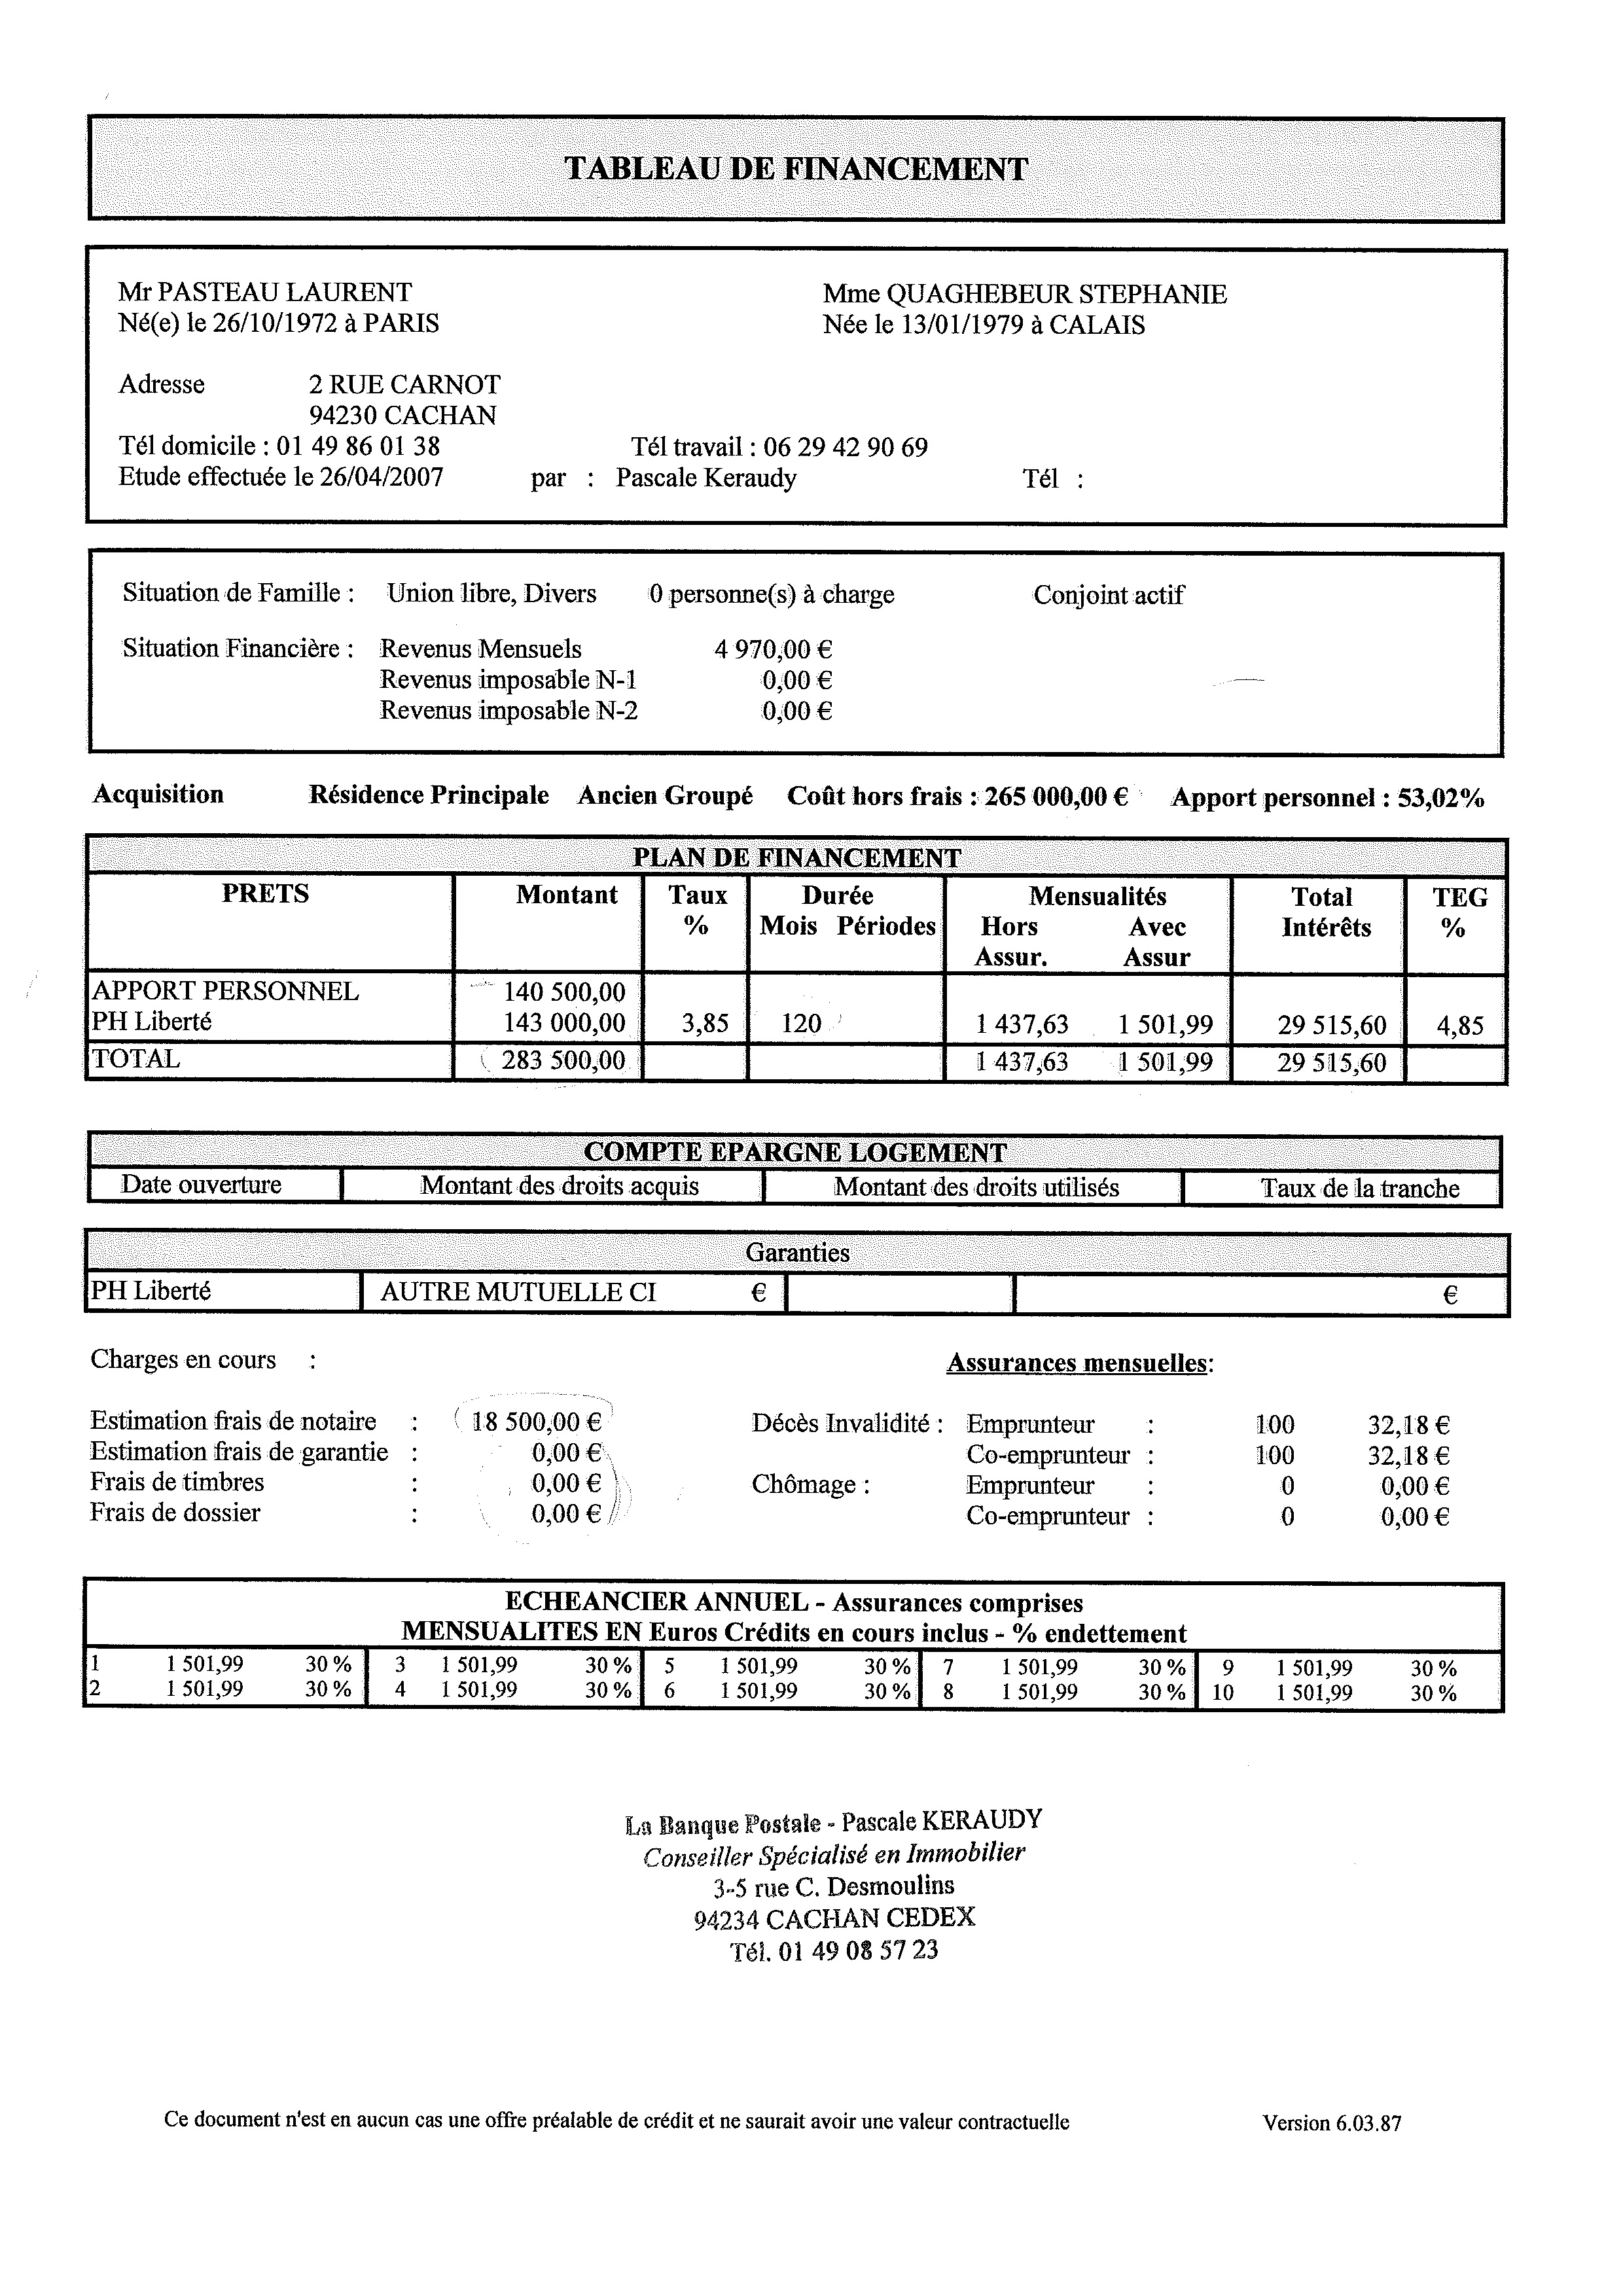 TABLEAU DE FINANCEMENT
Mr PASTEAU LAURENT Mme QUAGHEBEUR STEPHANIE
Né(e) le 26/10/1972 à PARIS Née le 13/01/1979 à CALAIS
Adresse 2 RUE CARNOT
94230 CACHAN
Tél domicile : 01 49 86 01 38 Tél travail : 06 29 42 90 69
Etude effectuée le 26/04/2007 par : Pascale Keraudy Tél :
Situation de Famille : Union libre, Divers 0 personne(s) à charge Conjoint actif
Situation Financière : Revenus Mensuels 4 970,00 €
Revenus imposable N-1 0,00 €
Revenus imposable N-2 0,00 €
Acquisition Résidence Principale Ancien Groupé Coût hors frais : 265 000,00 € Apport personnel : 53,02%
PLAN DE FINANCEMENT
PRETS Montant Taux Durée Mensualités Total TEG
% Mois Périodes Hors Avec Intérêts %
Assur. Assur
APPORT PERSONNEL 140 500,00
PH Liberté 143 000,00 3,85 120 1 437,63 1 501,99 29 515,60 4,85
TOTAL 283 500,00 1 437,63 1 501,99 29 515,60
COMPTE EPARGNE LOGEMENT
Date ouverture Montant des droits acquis Montant des droits utilisés Taux de la tranche
Garanties
PH Liberté AUTRE MUTUELLE CI € €
Charges en cours : Assurances mensuelles:
Estimation frais de notaire : 18 500,00 € Décès Invalidité : Emprunteur : 100 32,18 €
Estimation frais de garantie : 0,00 € Co-emprunteur : 100 32,18 €
Frais de timbres : 0,00 € Chômage : Emprunteur : 0 0,00 €
Frais de dossier : 0,00 € Co-emprunteur : 0 0,00 €
ECHEANCIER ANNUEL - Assurances comprises
MENSUALITES EN Euros Crédits en cours inclus - % endettement
1 1 501,99 30 % 3 1 501,99 30 % 5 1 501,99 30 % 7 1 501,99 30 % 9 1 501,99 30 %
2 1 501,99 30 % 4 1 501,99 30 % 6 1 501,99 30 % 8 1 501,99 30 % 10 1 501,99 30 %
La Banque Postale - Pascale KERAUDY
Conseiller Spécialisé en Immobilier
3-5 rue C. Desmoulins
94234 CACHAN CEDEX
Tél. 01 49 08 57 23
Ce document n'est en aucun cas une offre préalable de crédit et ne saurait avoir une valeur contractuelle Version 6.03.87